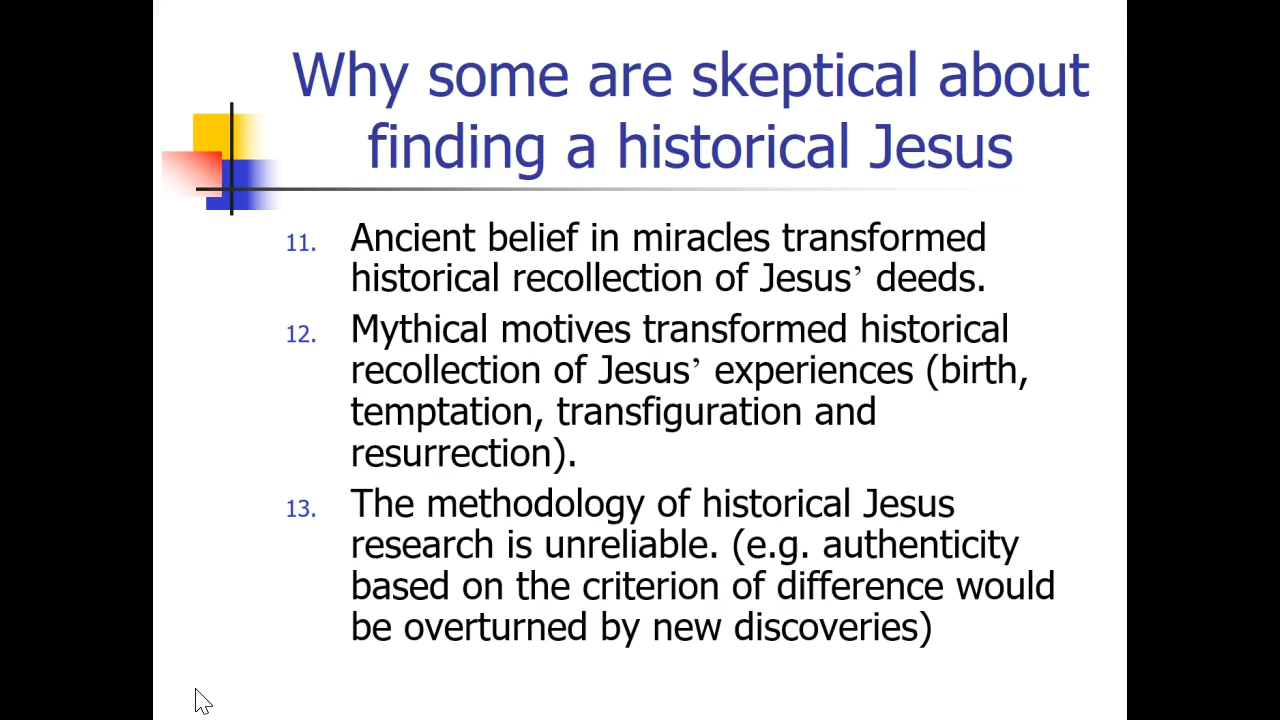 Why some are skeptical about
finding a historical Jesus
11. Ancient belief in miracles transformed
historical recollection of Jesus’ deeds.
12. Mythical motives transformed historical
recollection of Jesus’ experiences (birth,
temptation, transfiguration and
resurrection).
13. The methodology of historical Jesus
research is unreliable. (e.g. authenticity
based on the criterion of difference would
be overturned by new discoveries)